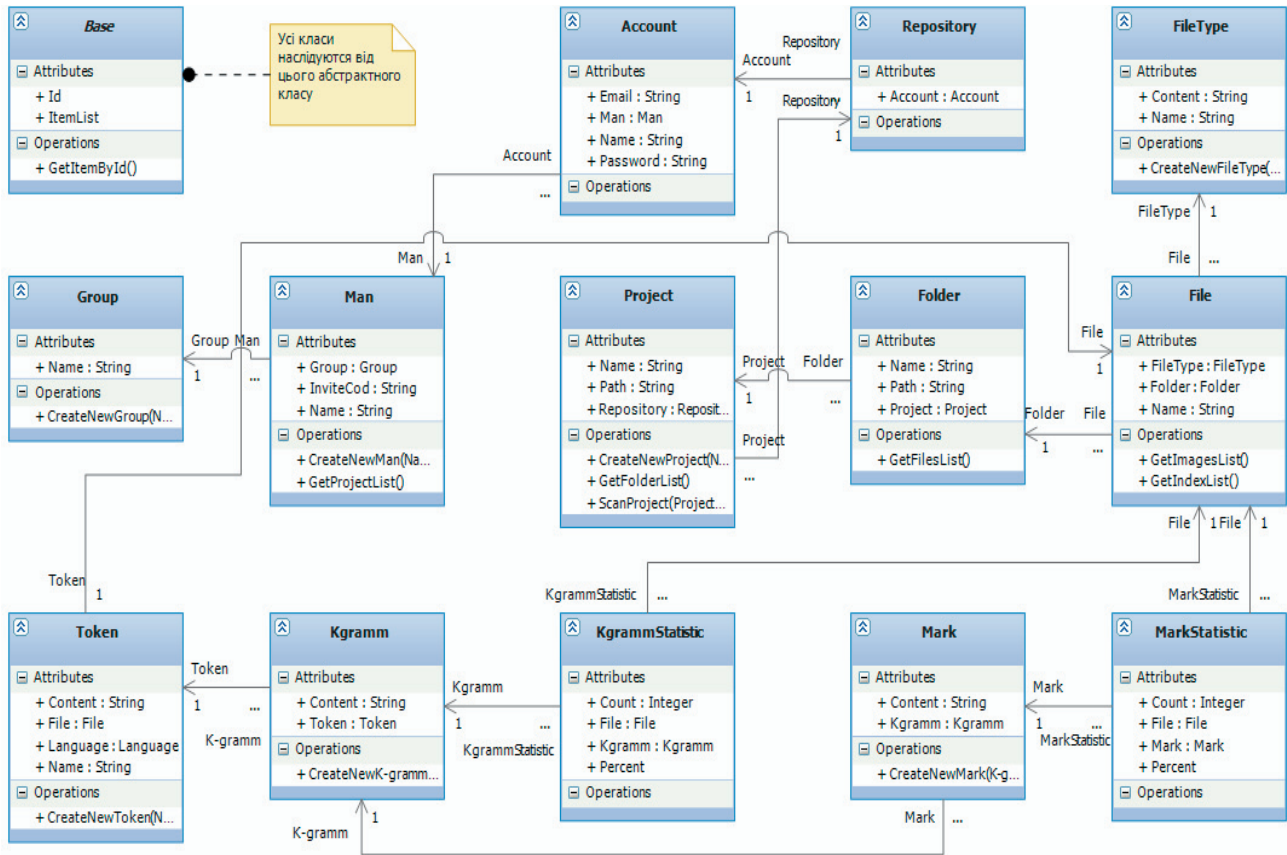 Base
Attributes
+ Id
+ ItemList
Operations
+ GetItemById()
Усі класи
наслідуются від
цього абстрактного
класу
Account
Attributes
+ Email : String
+ Man : Man
+ Name : String
+ Password : String
Operations
Repository
Account
1
Repository
1
Repository
Attributes
+ Account : Account
Operations
FileType
Attributes
+ Content : String
+ Name : String
Operations
+ CreateNewFileType(...
FileType
1
File
...
Account
...
Man
1
Group
Attributes
+ Name : String
Operations
+ CreateNewGroup(N...
Group
Man
1
...
Man
Attributes
+ Group : Group
+ InviteCod : String
+ Name : String
Operations
+ CreateNewMan(Na...
+ GetProjectList()
Project
Attributes
+ Name : String
+ Path : String
+ Repository : Reposit...
Operations
+ CreateNewProject(N...
+ GetFolderList()
+ ScanProject(Project...
Project
Folder
1
...
Project
...
Folder
Attributes
+ Name : String
+ Path : String
+ Project : Project
Operations
+ GetFilesList()
File
1
Folder
File
1
...
File
Attributes
+ FileType : FileType
+ Folder : Folder
+ Name : String
Operations
+ GetImagesList()
+ GetIndexList()
File
1
File
1
Token
1
KgrammStatistic
...
MarkStatistic
...
Token
Attributes
+ Content : String
+ File : File
+ Language : Language
+ Name : String
Operations
+ CreateNewToken(N...
Token
1
...
K-gramm
Kgramm
Attributes
+ Content : String
+ Token : Token
Operations
+ CreateNewK-gramm...
Kgramm
1
...
KgrammStatistic
KgrammStatistic
Attributes
+ Count : Integer
+ File : File
+ Kgramm : Kgramm
+ Percent
Operations
Mark
Attributes
+ Content : String
+ Kgramm : Kgramm
Operations
+ CreateNewMark(K-g...
Mark
1
...
MarkStatistic
MarkStatistic
Attributes
+ Count : Integer
+ File : File
+ Mark : Mark
+ Percent
Operations
K-gramm
1
Mark
...